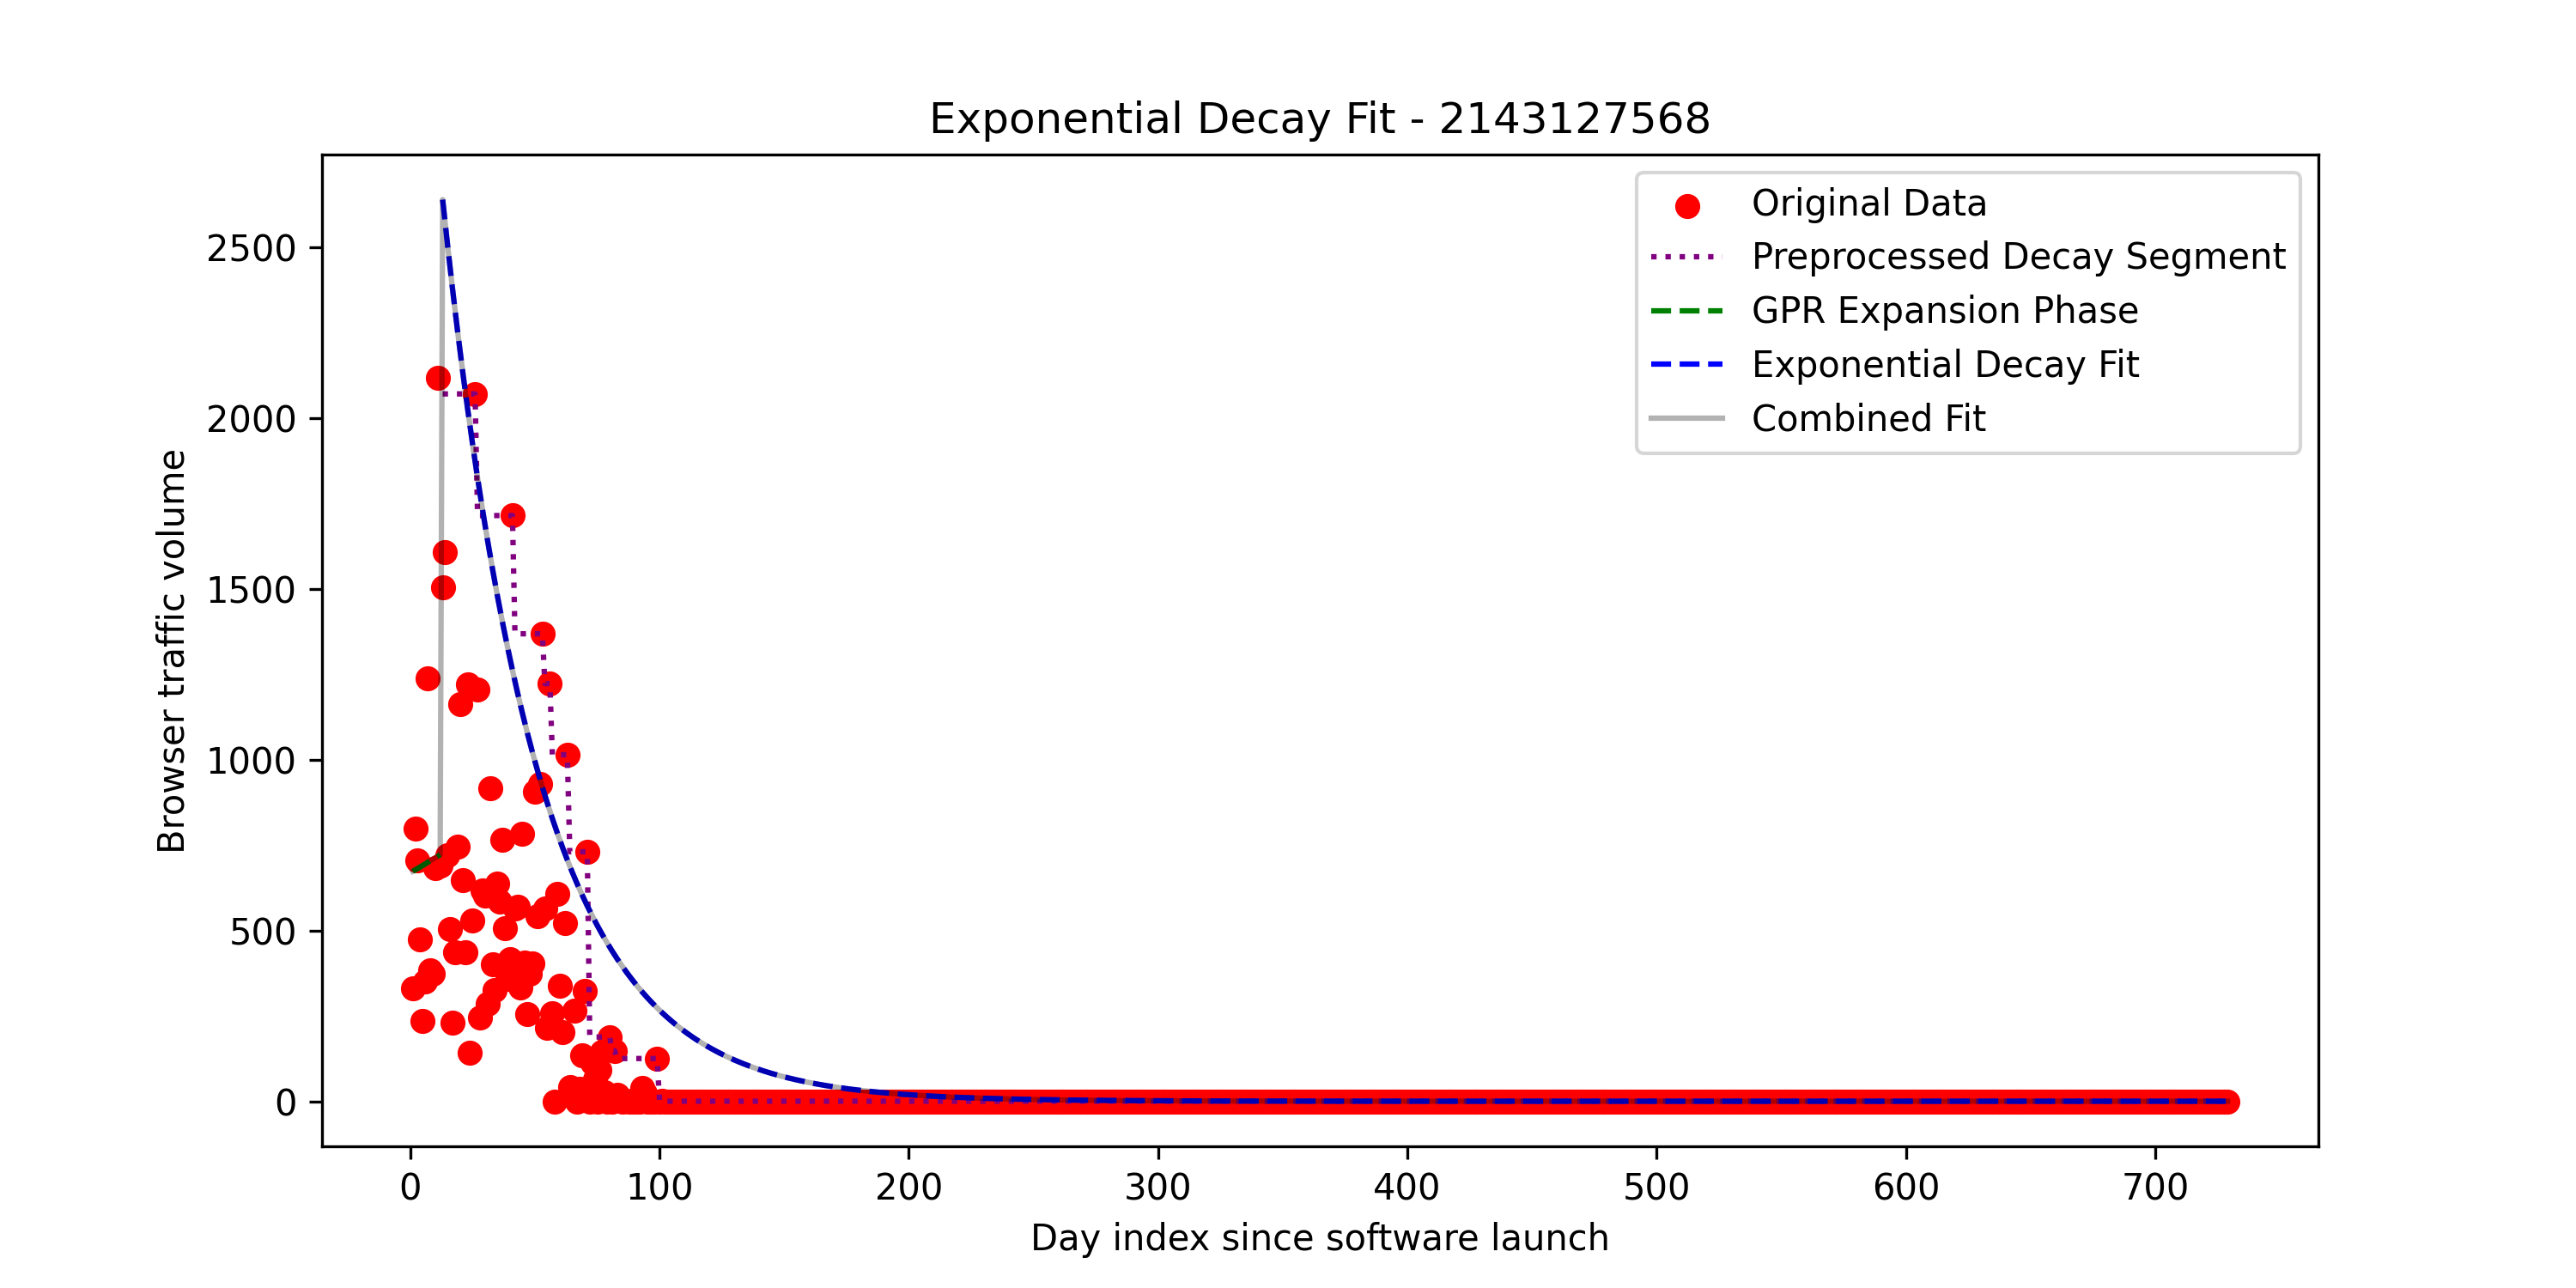 Exponential Decay Fit - 2143127568
Original Data
Preprocessed Decay Segment
GPR Expansion Phase
Exponential Decay Fit
Combined Fit
Browser traffic volume
2500
2000
1500
1000
500
0
0 100 200 300 400 500 600 700
Day index since software launch